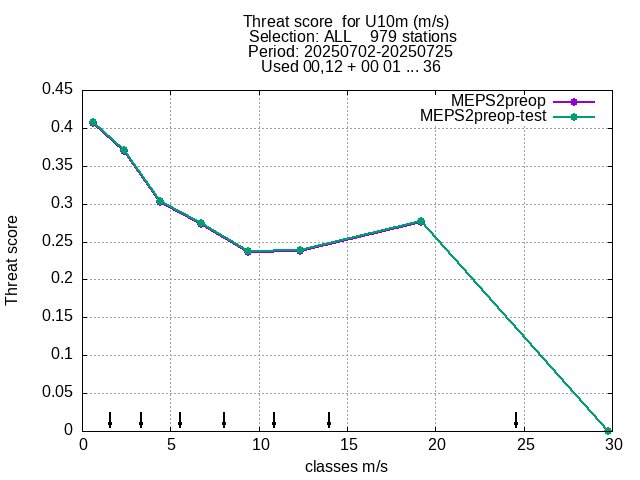 Threat score  for U10m (m/s)
Selection: ALL    979 stations
Period: 20250702-20250725
Used 00,12 + 00 01 ... 36
MEPS2preop
MEPS2preop-test
Threat score
0.45
0.4
0.35
0.3
0.25
0.2
0.15
0.1
0.05
0
0 5 10 15 20 25 30
classes m/s